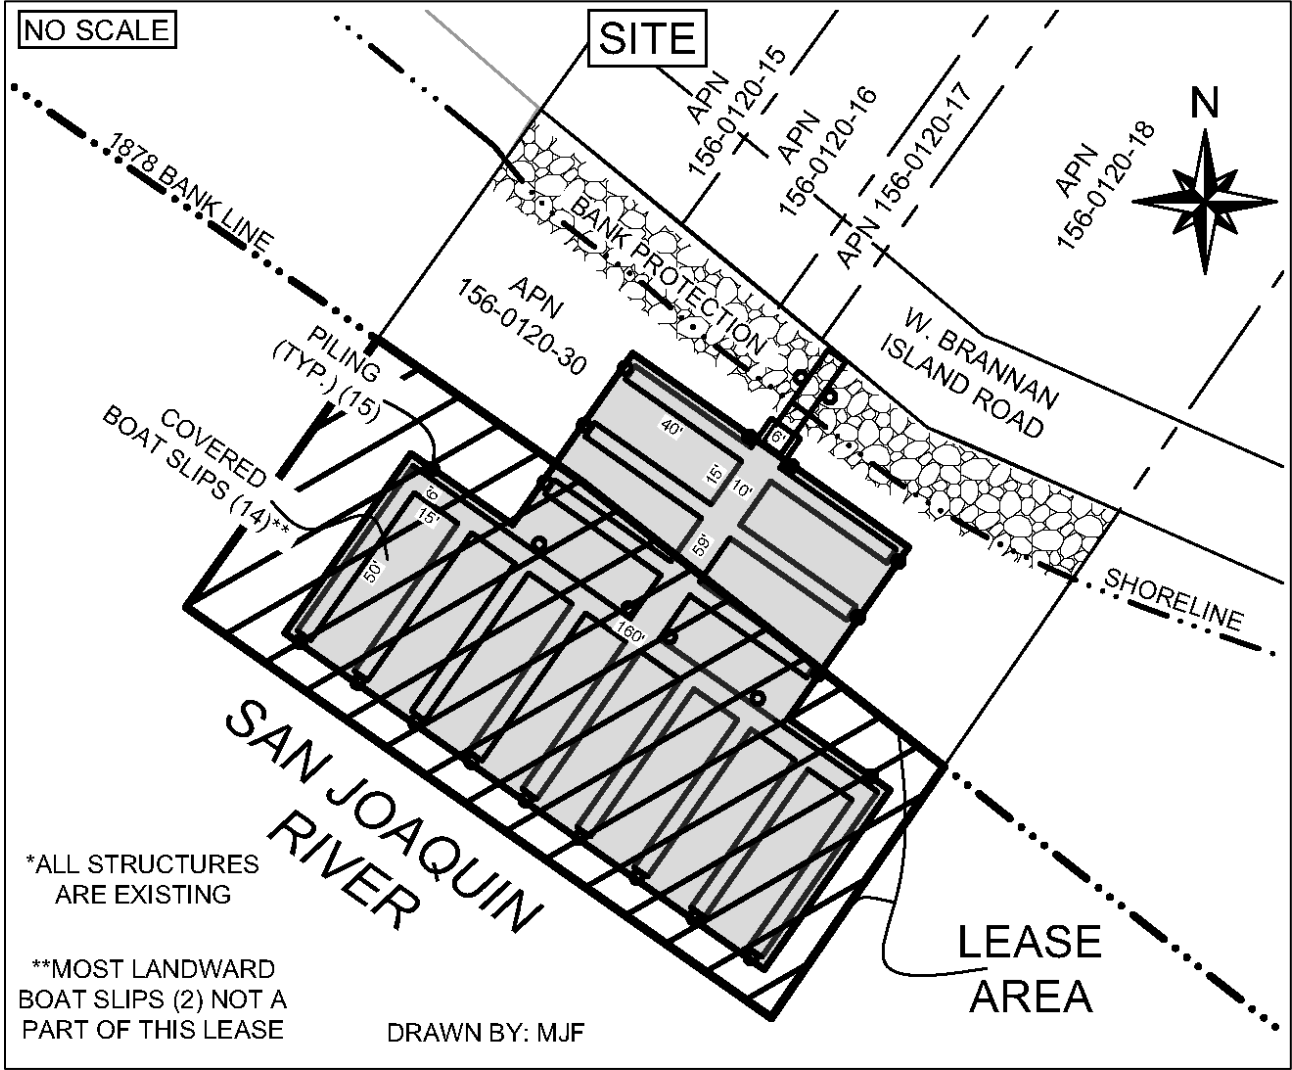 NO SCALE
SITE
APN
156-0120-15
APN
156-0120-16
APN 156-0120-17
APN
156-0120-18
N
1878 BANK LINE
BANK PROTECTION
APN
156-0120-30
W. BRANNAN
ISLAND ROAD
PILING
(TYP.) (15)
COVERED
BOAT SLIPS (14)**
40'
6'
15'
10'
6'
15'
59'
50'
160'
SHORELINE
SAN JOAQUIN
RIVER
*ALL STRUCTURES
ARE EXISTING
**MOST LANDWARD
BOAT SLIPS (2) NOT A
PART OF THIS LEASE
DRAWN BY: MJF
LEASE
AREA